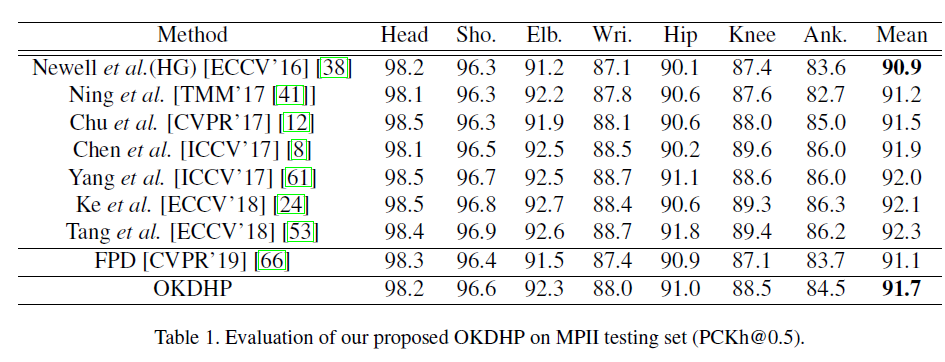 Method Head Sho. Elb. Wri. Hip Knee Ank. Mean
Newell et al.(HG) [ECCV'16] [38] 98.2 96.3 91.2 87.1 90.1 87.4 83.6 90.9
Ning et al. [TMM'17 [41]] 98.1 96.3 92.2 87.8 90.6 87.6 82.7 91.2
Chu et al. [CVPR'17] [12] 98.5 96.3 91.9 88.1 90.6 88.0 85.0 91.5
Chen et al. [ICCV'17] [8] 98.1 96.5 92.5 88.5 90.2 89.6 86.0 91.9
Yang et al. [ICCV'17] [61] 98.5 96.7 92.5 88.7 91.1 88.6 86.0 92.0
Ke et al. [ECCV'18] [24] 98.5 96.8 92.7 88.4 90.6 89.3 86.3 92.1
Tang et al. [ECCV'18] [53] 98.4 96.9 92.6 88.7 91.8 89.4 86.2 92.3
FPD [CVPR'19] [66] 98.3 96.4 91.5 87.4 90.9 87.1 83.7 91.1
OKDHP 98.2 96.6 92.3 88.0 91.0 88.5 84.5 91.7
Table 1. Evaluation of our proposed OKDHP on MPII testing set (PCKh@0.5).